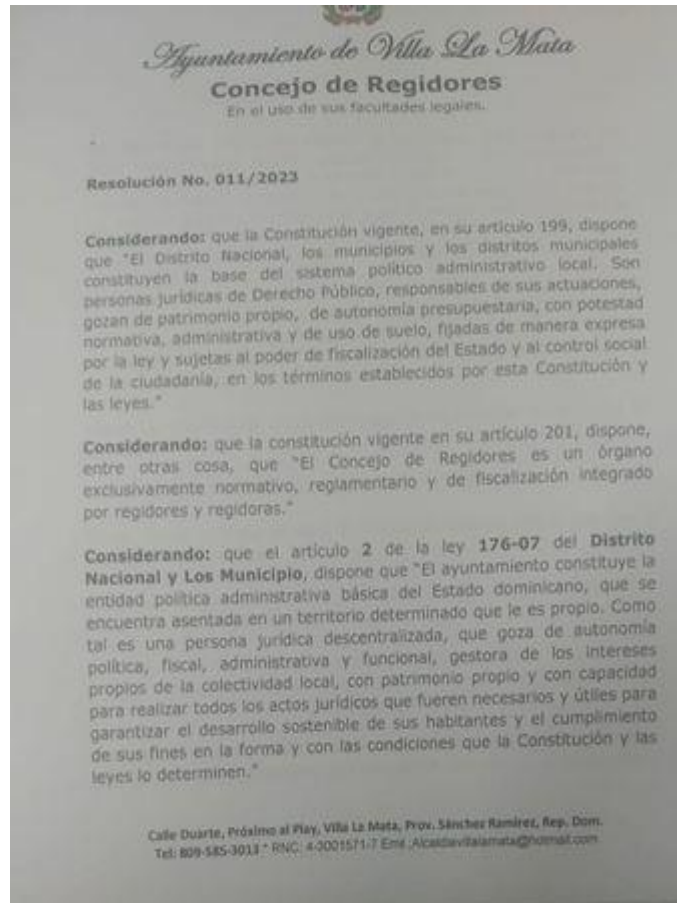 Ayuntamiento de Villa La Mata
Concejo de Regidores
En el uso de sus facultades legales.
Resolución No. 011/2023
Considerando: que la Constitución vigente, en su artículo 199, dispone
que "El Distrito Nacional, los municipios y los distritos municipales
constituyen la base del sistema político administrativo local. Son
personas jurídicas de Derecho Público, responsables de sus actuaciones,
gozan de patrimonio propio, de autonomía presupuestaria, con potestad
normativa, administrativa y de uso de suelo, fijadas de manera expresa
por la ley y sujetas al poder de fiscalización del Estado y al control social
de la ciudadanía, en los términos establecidos por esta Constitución y
las leyes."
Considerando: que la constitución vigente en su artículo 201, dispone,
entre otras cosa, que "El Concejo de Regidores es un órgano
exclusivamente normativo, reglamentario y de fiscalización integrado
por regidores y regidoras."
Considerando: que el artículo 2 de la ley 176-07 del Distrito
Nacional y Los Municipio, dispone que "El ayuntamiento constituye la
entidad política administrativa básica del Estado dominicano, que se
encuentra asentada en un territorio determinado que le es propio. Como
tal es una persona jurídica descentralizada, que goza de autonomía
política, fiscal, administrativa y funcional, gestora de los intereses
propios de la colectividad local, con patrimonio propio y con capacidad
para realizar todos los actos jurídicos que fueren necesarios y útiles para
garantizar el desarrollo sostenible de sus habitantes y el cumplimiento
de sus fines en la forma y con las condiciones que la Constitución y las
leyes lo determinen."
Calle Duarte, Próximo al Play, Villa La Mata, Prov. Sánchez Ramírez, Rep. Dom.
Tel: 809-585-3013 * RNC: 4-0001571-7 Ema.:Alcaldiavillalamata@hotmail.com